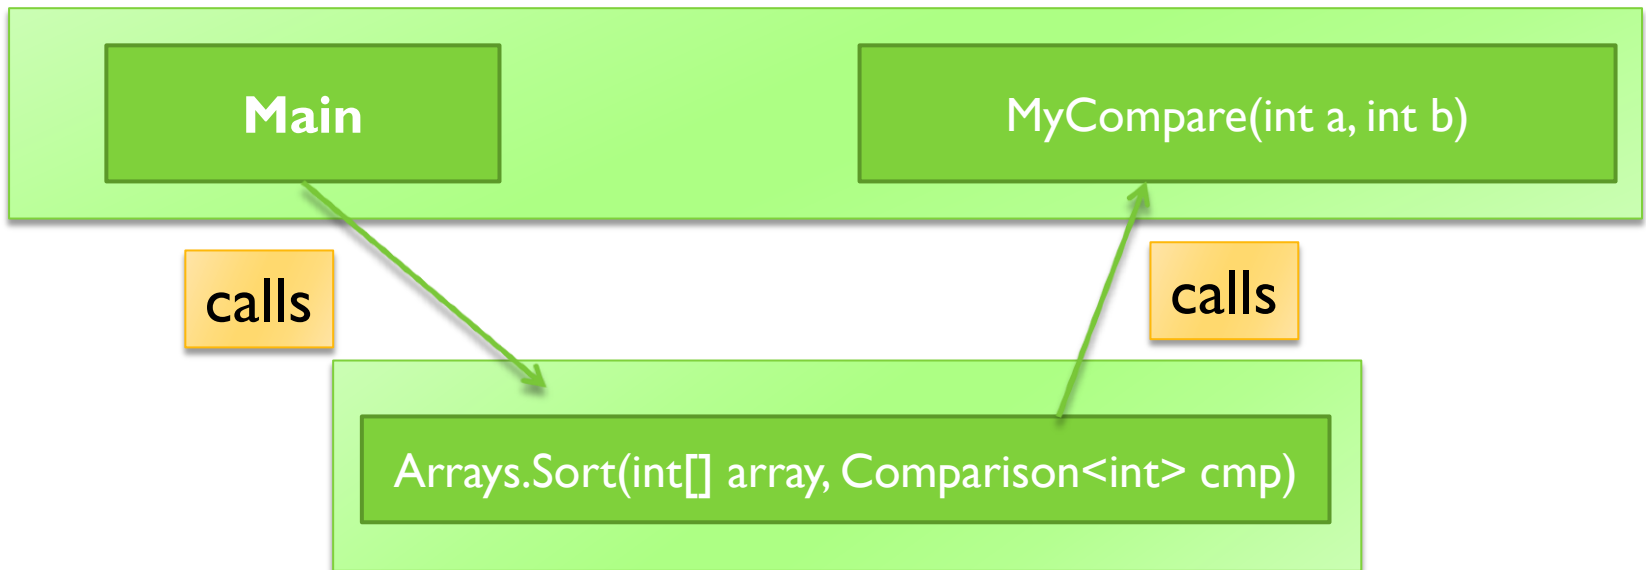 Main
MyCompare(int a, int b)
calls
calls
Arrays.Sort(int[] array, Comparison<int> cmp)